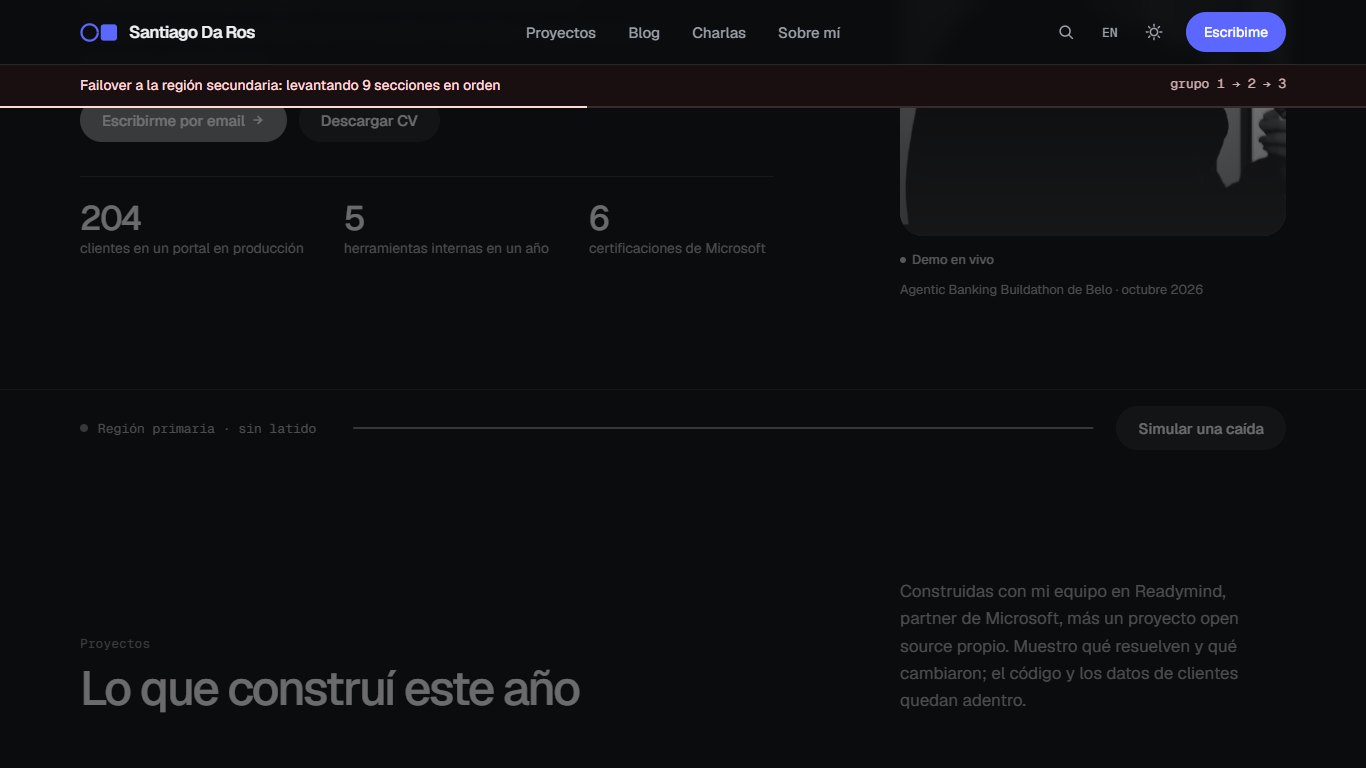 Santiago Da Ros
Proyectos
Blog
Charlas
Sobre mí
EN
Escribime
Failover a la región secundaria: levantando 9 secciones en orden
grupo 1 → 2 → 3
Escribirme por email →
Descargar CV
204
clientes en un portal en producción
5
herramientas internas en un año
6
certificaciones de Microsoft
Demo en vivo
Agentic Banking Buildathon de Belo · octubre 2026
Región primaria · sin latido
Simular una caída
Proyectos
Lo que construí este año
Construidas con mi equipo en Readymind,
partner de Microsoft, más un proyecto open
source propio. Muestro qué resuelven y qué
cambiaron; el código y los datos de clientes
quedan adentro.